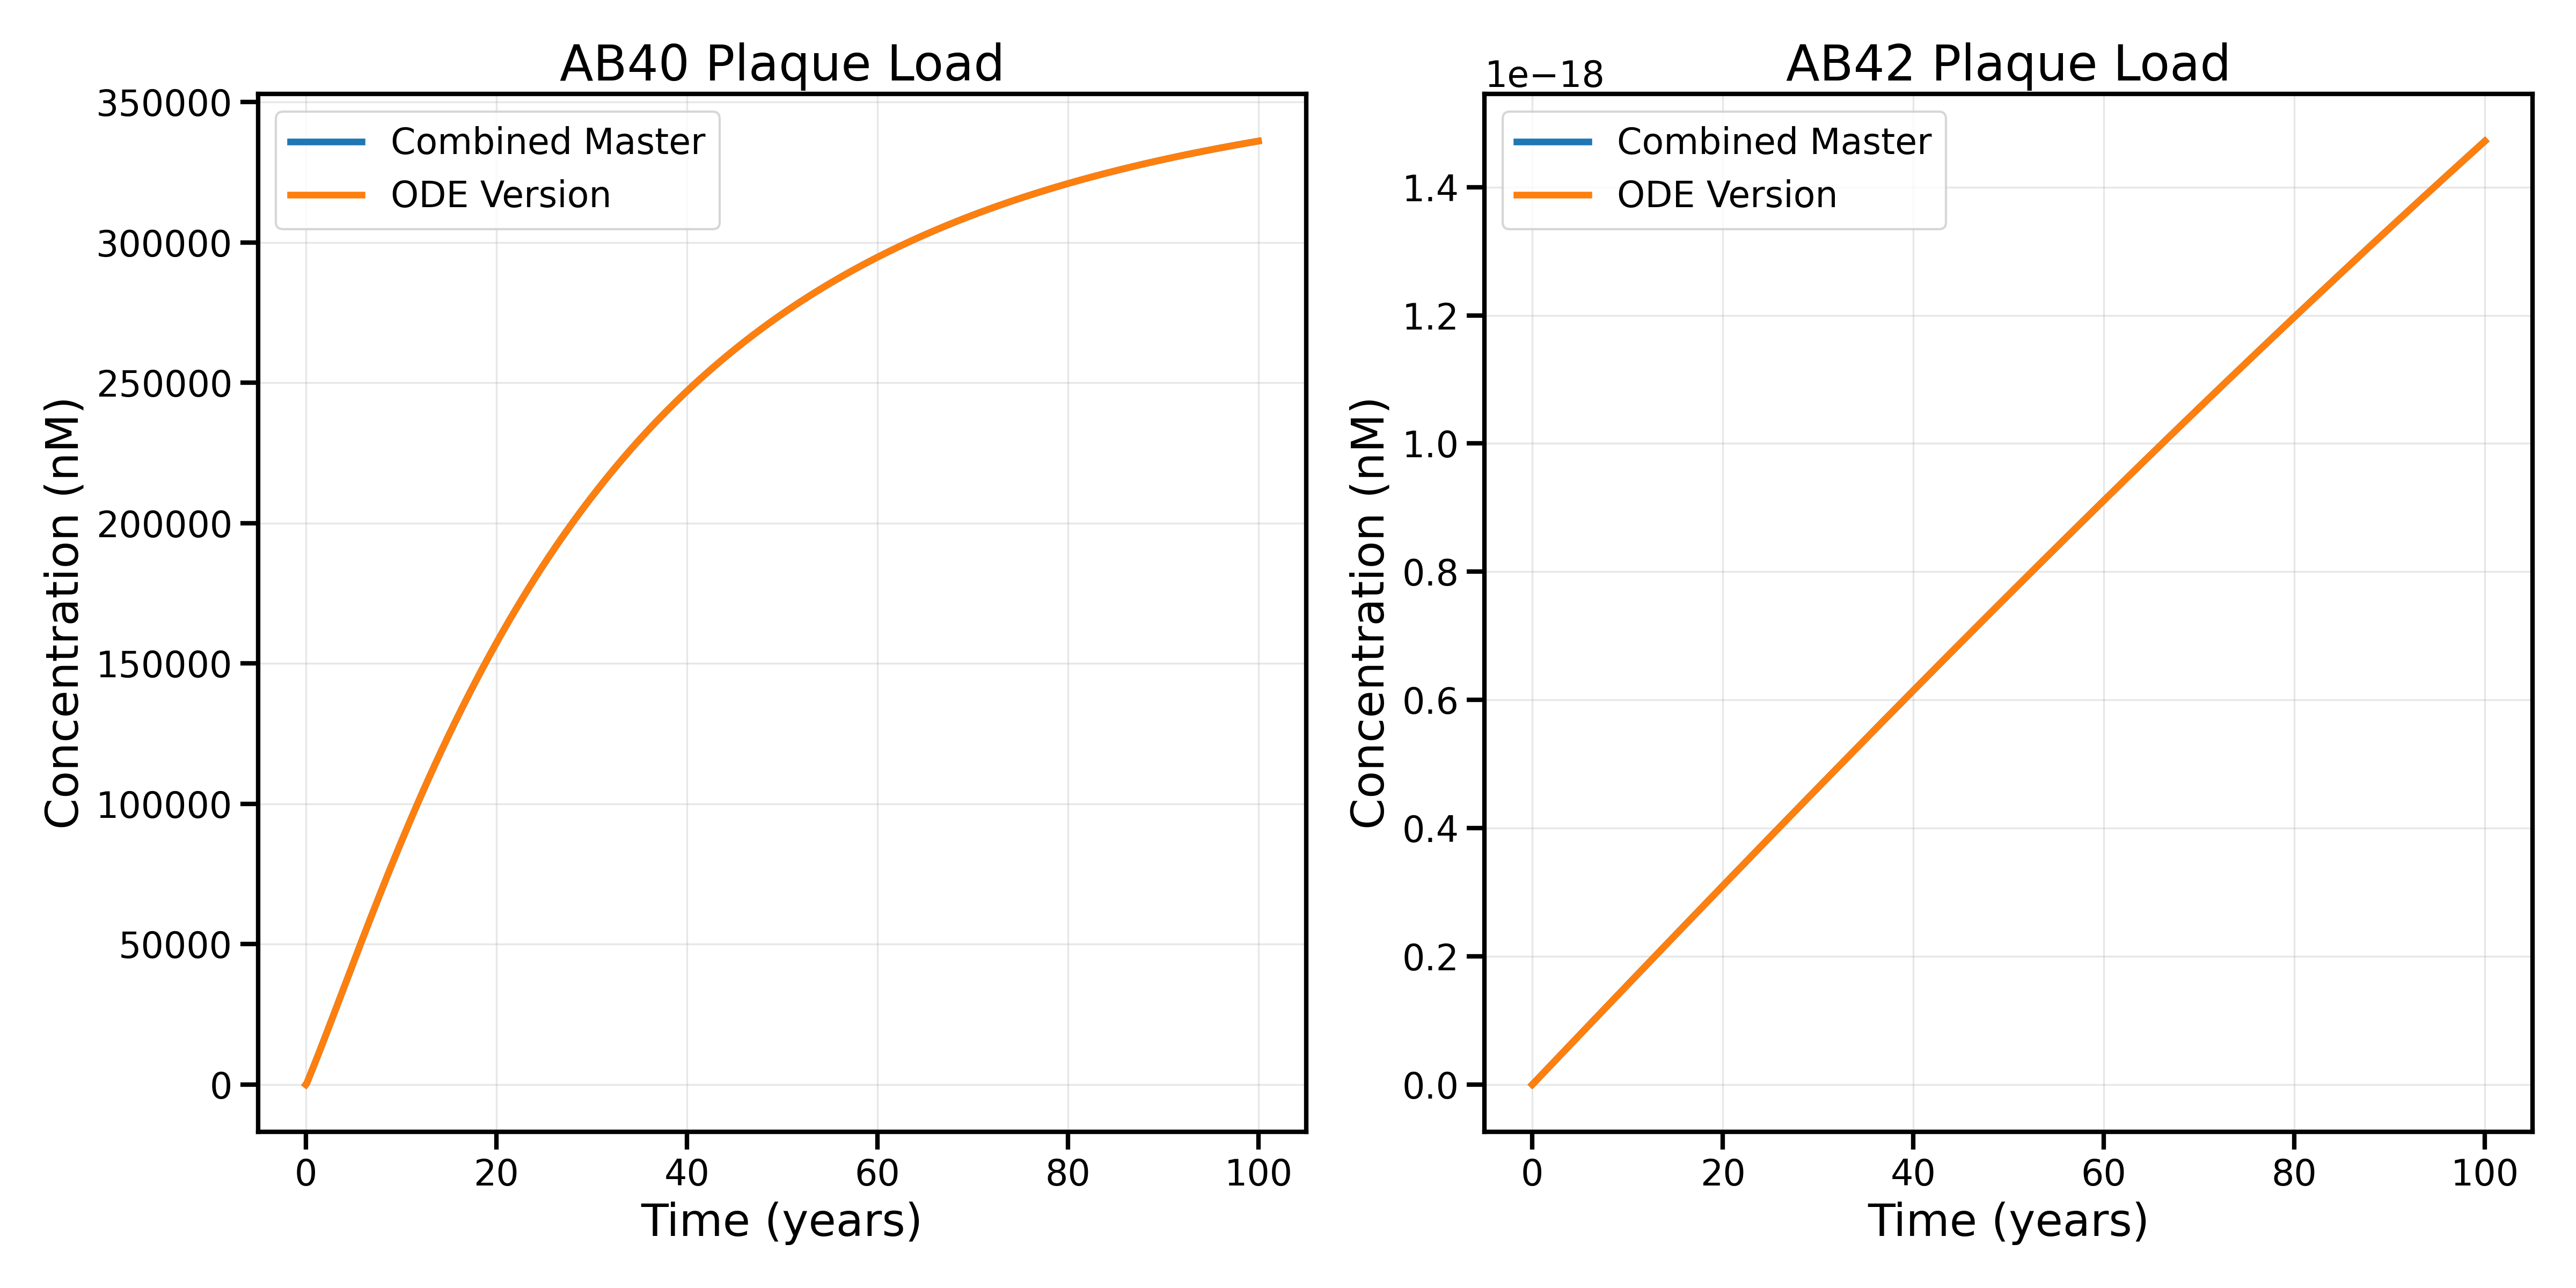 AB40 Plaque Load
350000
300000
250000
200000
150000
100000
50000
0
Concentration (nM)
Combined Master
ODE Version
0 20 40 60 80 100
Time (years)
AB42 Plaque Load
1e−18
1.4
1.2
1.0
0.8
0.6
0.4
0.2
0.0
Concentration (nM)
Combined Master
ODE Version
0 20 40 60 80 100
Time (years)